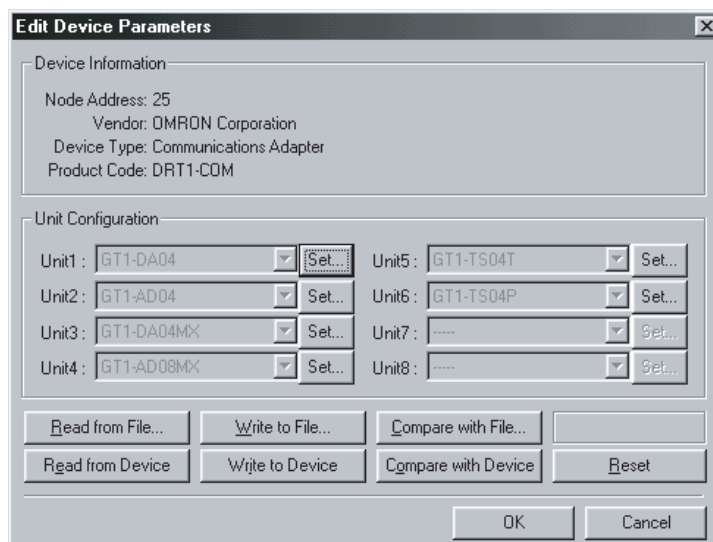 Edit Device Parameters
Device Information
Node Address: 25
Vendor: OMRON Corporation
Device Type: Communications Adapter
Product Code: DRT1-COM
Unit Configuration
Unit1 : GT1-DA04 Set... Unit5 : GT1-TS04T Set...
Unit2 : GT1-AD04 Set... Unit6 : GT1-TS04P Set...
Unit3 : GT1-DA04MX Set... Unit7 : ----- Set...
Unit4 : GT1-AD08MX Set... Unit8 : ----- Set...
Read from File... Write to File... Compare with File...
Read from Device Write to Device Compare with Device Reset
OK Cancel